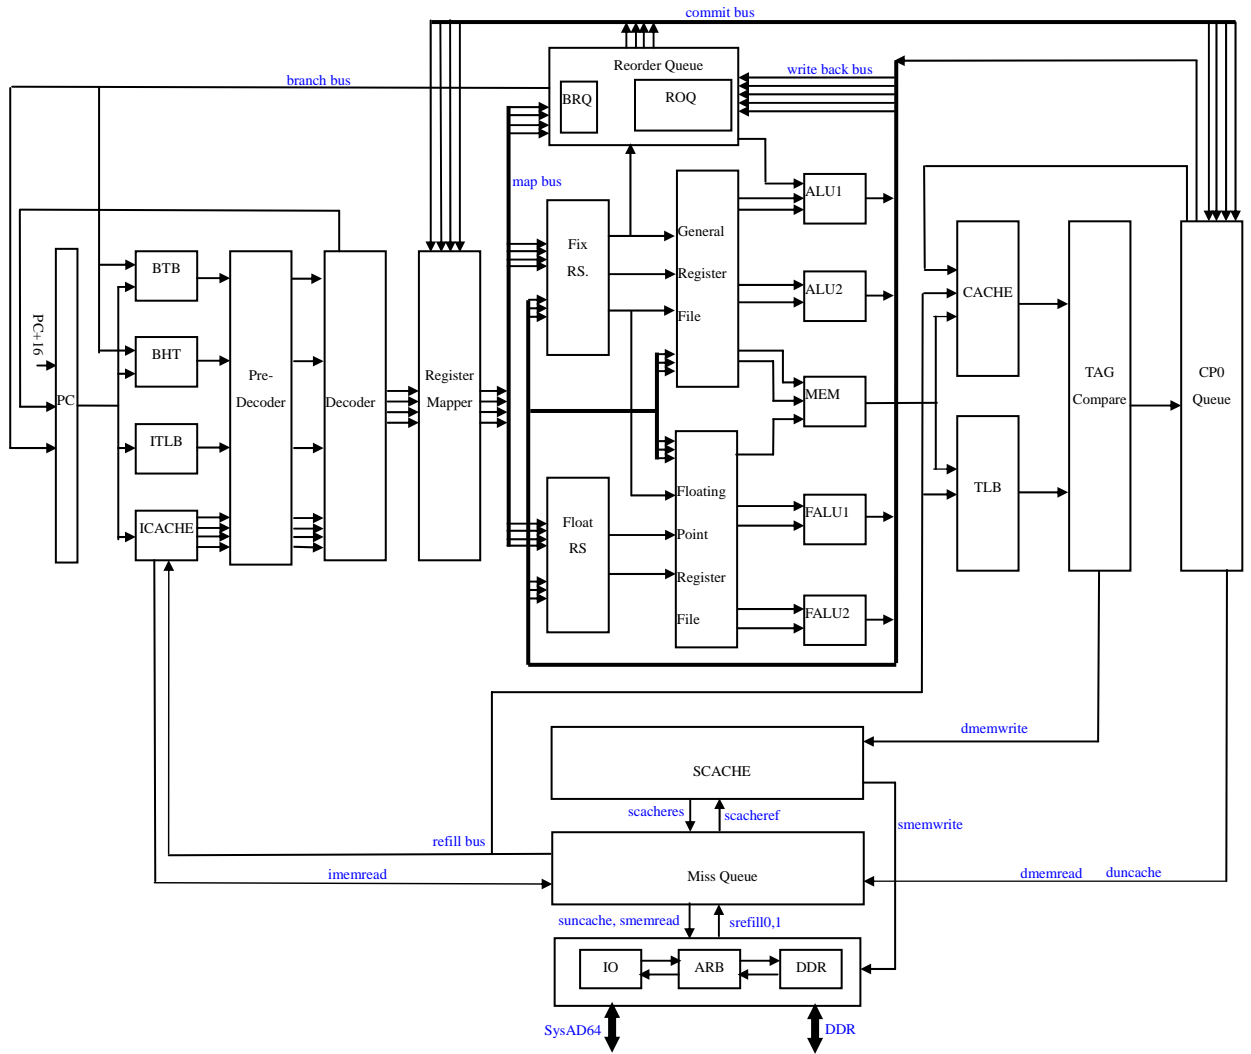 commit bus
Reorder Queue
BRQ
ROQ
write back bus
branch bus
map bus
PC+16
PC
BTB
BHT
ITLB
ICACHE
Pre-
Decoder
Decoder
Register
Mapper
Fix
RS.
Float
RS
General
Register
File
Floating
Point
Register
File
ALU1
ALU2
MEM
FALU1
FALU2
CACHE
TLB
TAG
Compare
CP0
Queue
dmemwrite
SCACHE
scacheres
scacheref
smemwrite
refill bus
imemread
Miss Queue
dmemread
duncache
suncache, smemread
srefill0,1
IO
ARB
DDR
SysAD64
DDR